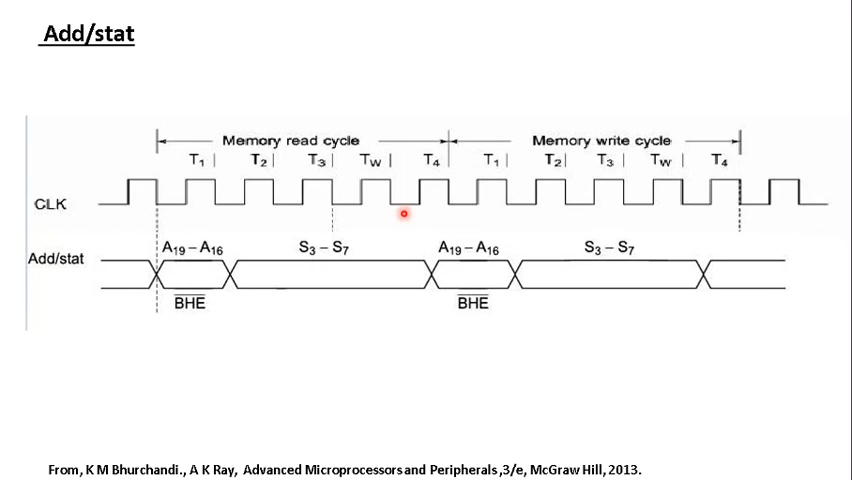 Add/stat
Memory read cycle Memory write cycle
T1 T2 T3 TW T4 T1 T2 T3 TW T4
CLK
A19 – A16 S3 – S7 A19 – A16 S3 – S7
Add/stat
BHE BHE
From, K M Bhurchandi., A K Ray, Advanced Microprocessors and Peripherals ,3/e, McGraw Hill, 2013.